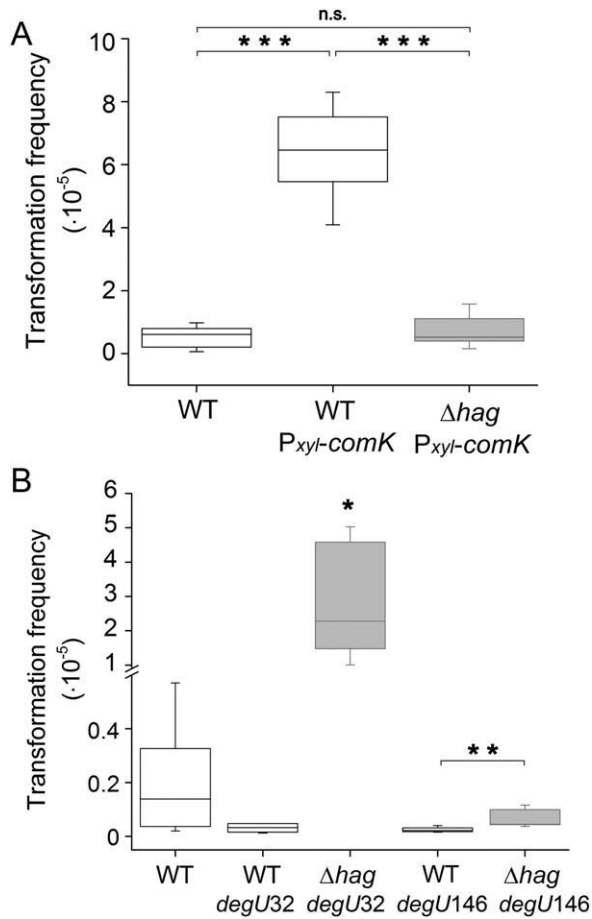 A
n.s.
* * *
* * *
Transformation frequency
(·10⁻⁵)
10
8
6
4
2
0
WT
WT
Pxyl-comK
Δhag
Pxyl-comK
B
Transformation frequency
(·10⁻⁵)
6
5
4
3
2
1
0.4
0.2
0
*
* *
WT
WT
degU32
Δhag
degU32
WT
degU146
Δhag
degU146